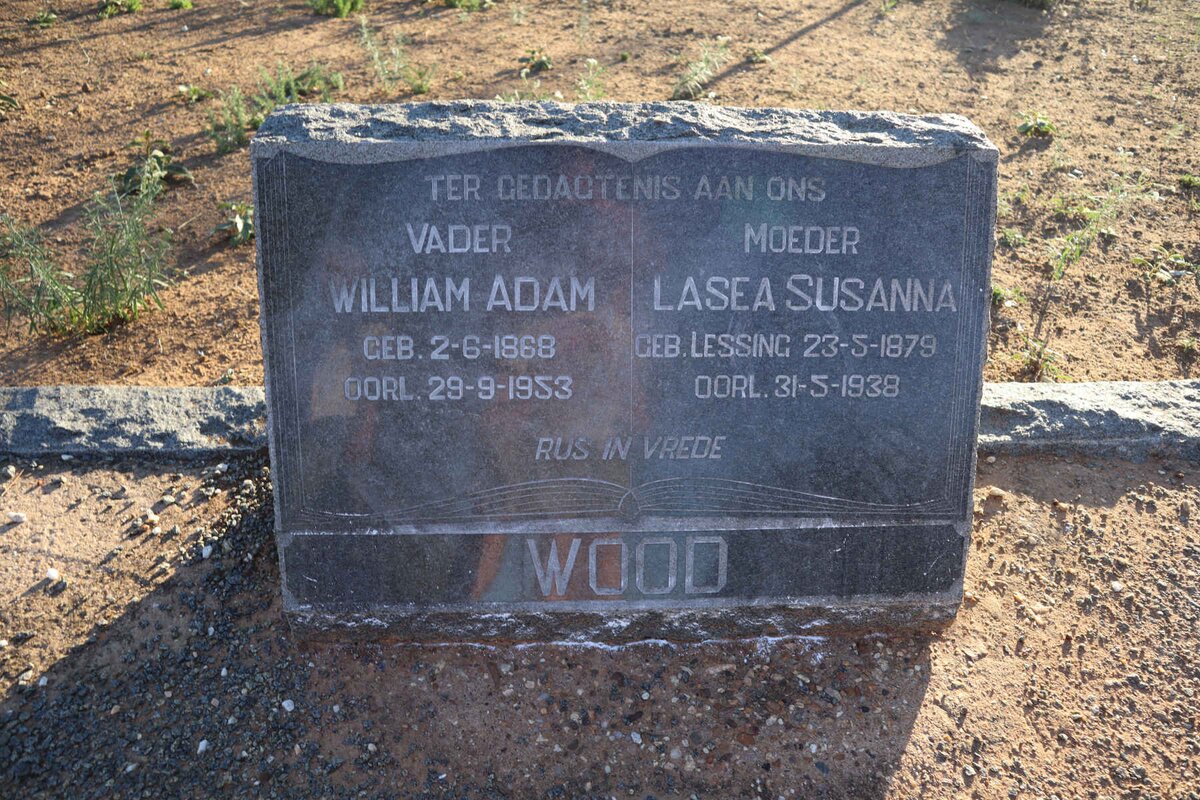 TER GEDAGTENIS AAN ONS
VADER
WILLIAM ADAM
GEB. 2-6-1868
OORL. 29-9-1953
MOEDER
LASEA SUSANNA
GEB. LESSING 23-5-1879
OORL. 31-5-1938
RUS IN VREDE
WOOD